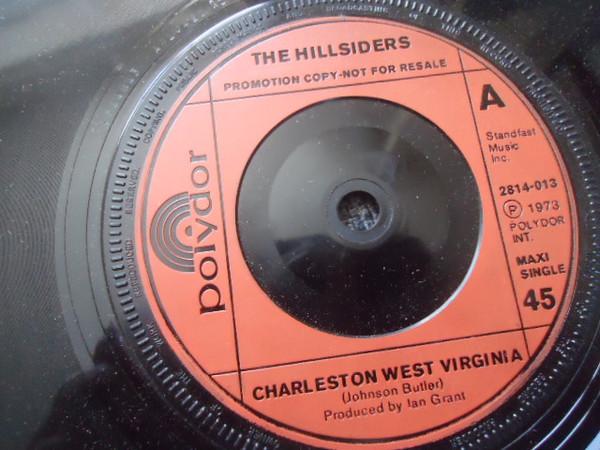 THE HILLSIDERS
PROMOTION COPY-NOT FOR RESALE
A
Standfast
Music
Inc.
2814-013
Ⓟ 1973
POLYDOR
INT.
MAXI
SINGLE
45
polydor
CHARLESTON WEST VIRGINIA
(Johnson Butler)
Produced by Ian Grant